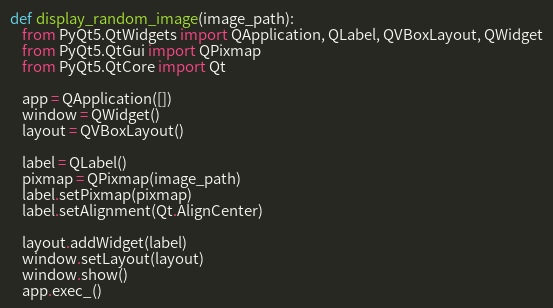 def display_random_image(image_path):
from PyQt5.QtWidgets import QApplication, QLabel, QVBoxLayout, QWidget
from PyQt5.QtGui import QPixmap
from PyQt5.QtCore import Qt
app = QApplication([])
window = QWidget()
layout = QVBoxLayout()
label = QLabel()
pixmap = QPixmap(image_path)
label.setPixmap(pixmap)
label.setAlignment(Qt.AlignCenter)
layout.addWidget(label)
window.setLayout(layout)
window.show()
app.exec_()